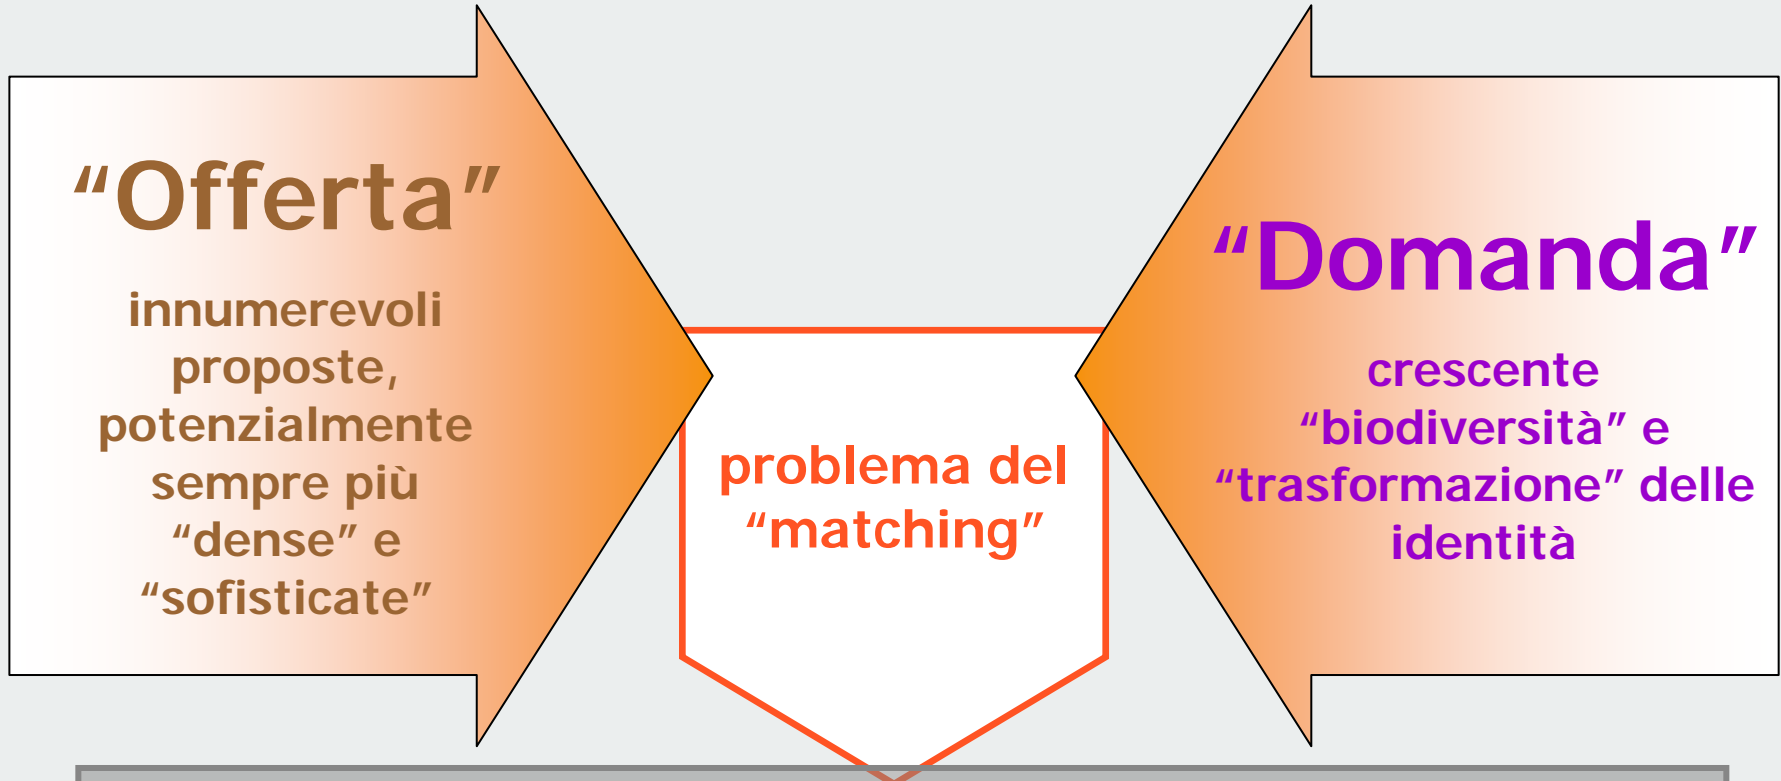 “Offerta”
innumerevoli
proposte,
potenzialmente
sempre più
“dense” e
“sofisticate”
problema del
“matching”
“Domanda”
crescente
“biodiversità” e
“trasformazione” delle
identità